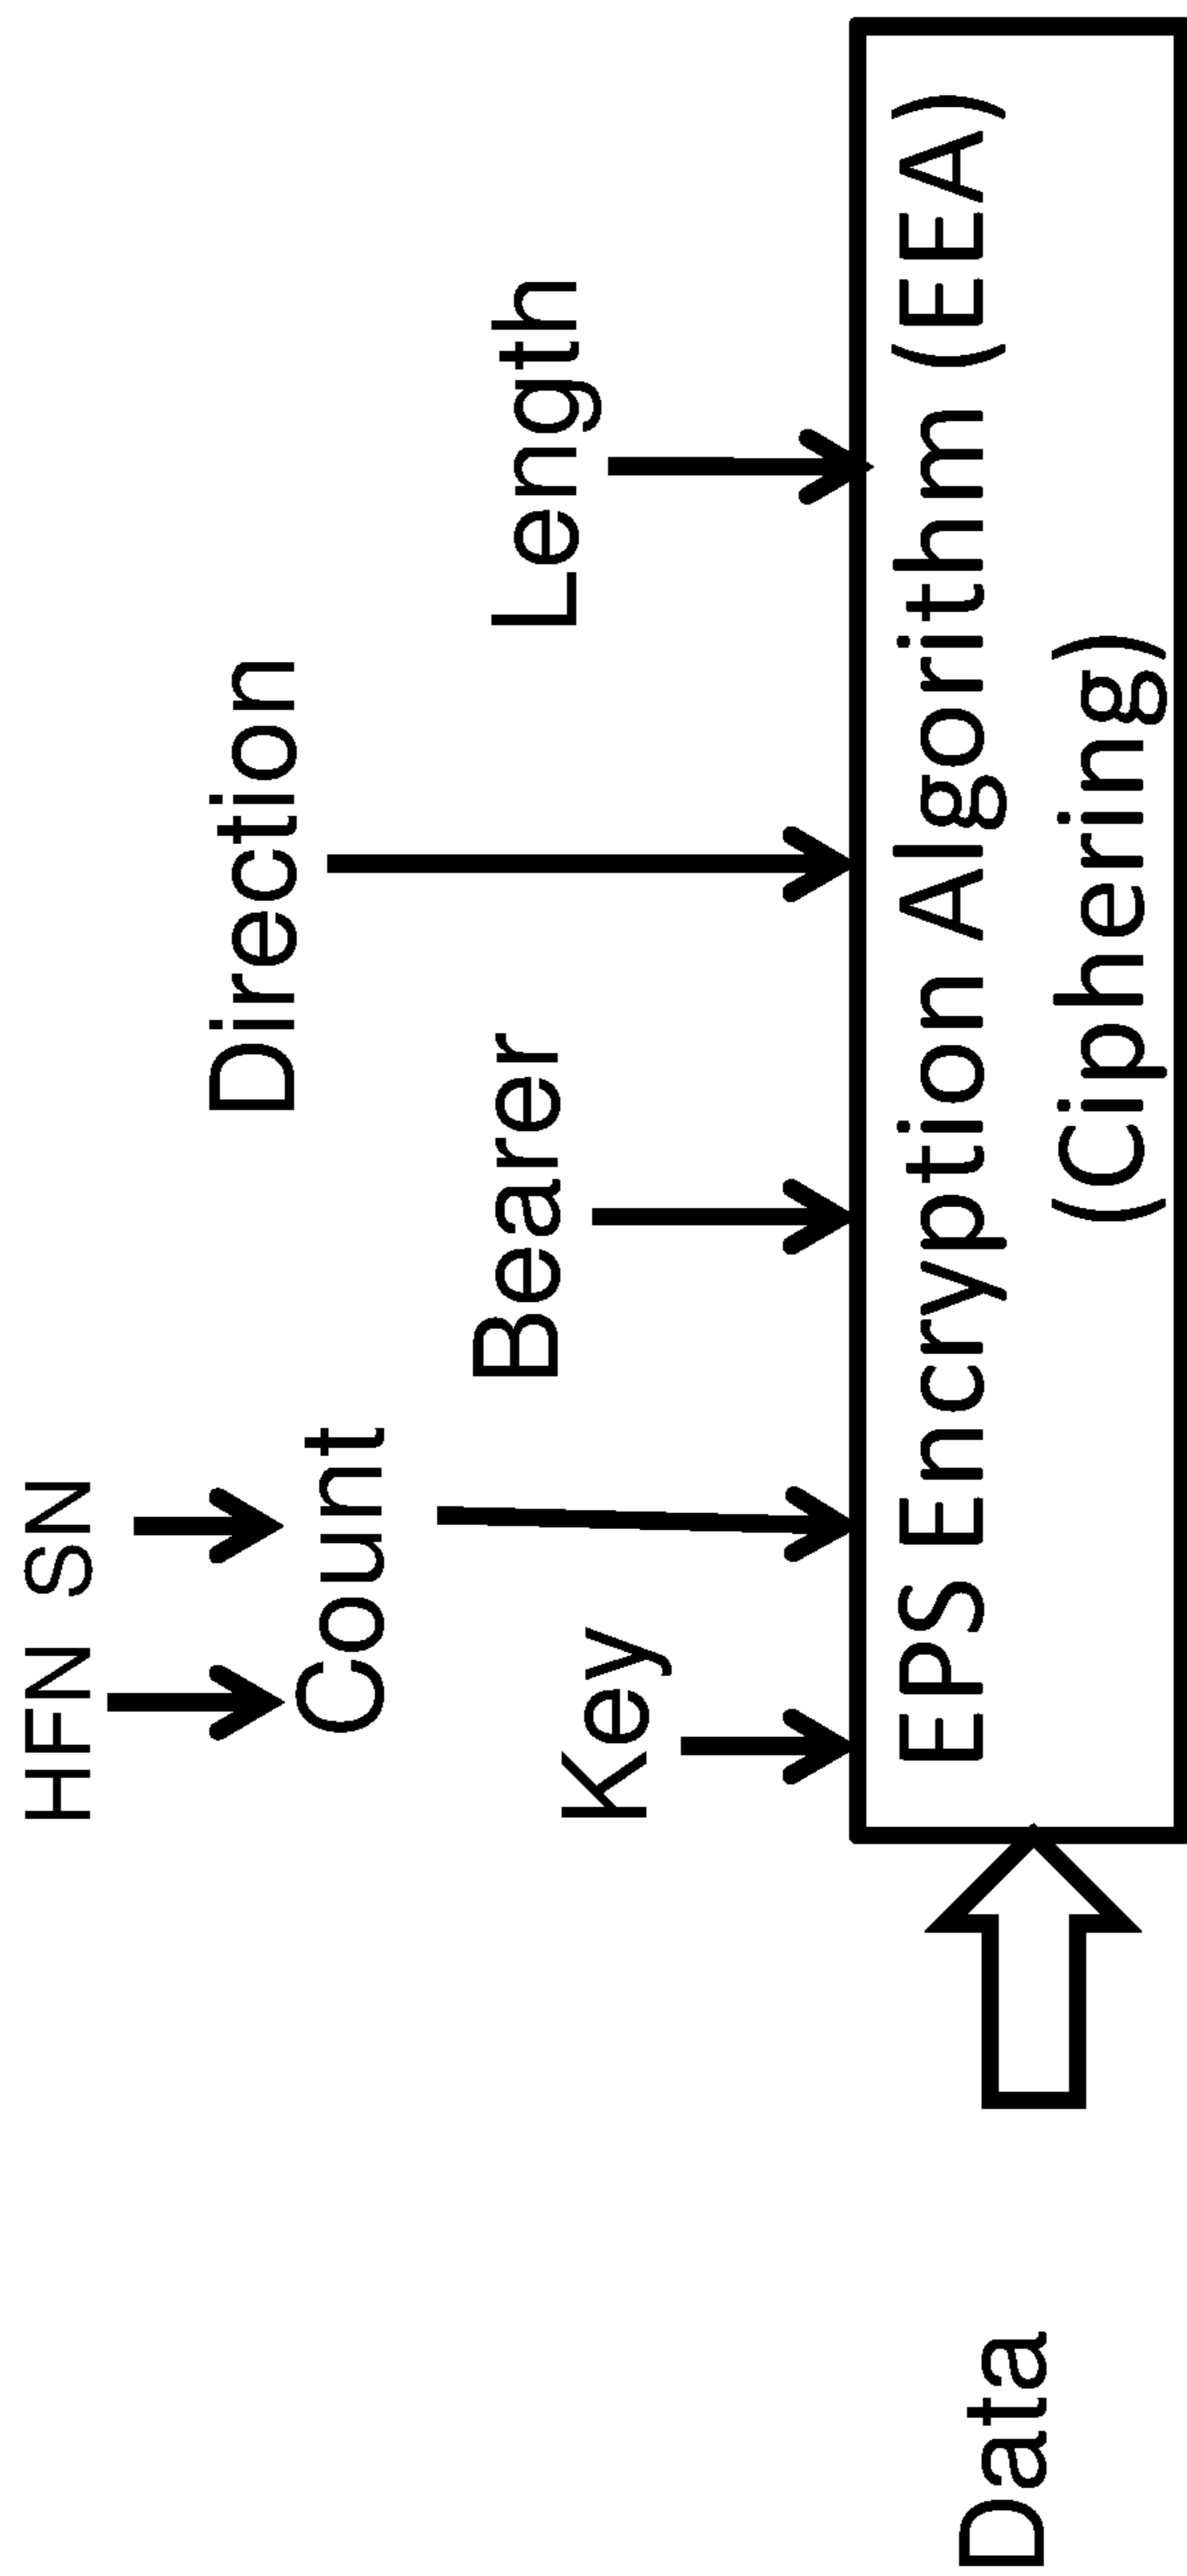 HFN SN
Count
Direction
Bearer
Length
Key
EPS Encryption Algorithm (EEA)
(Ciphering)
Data